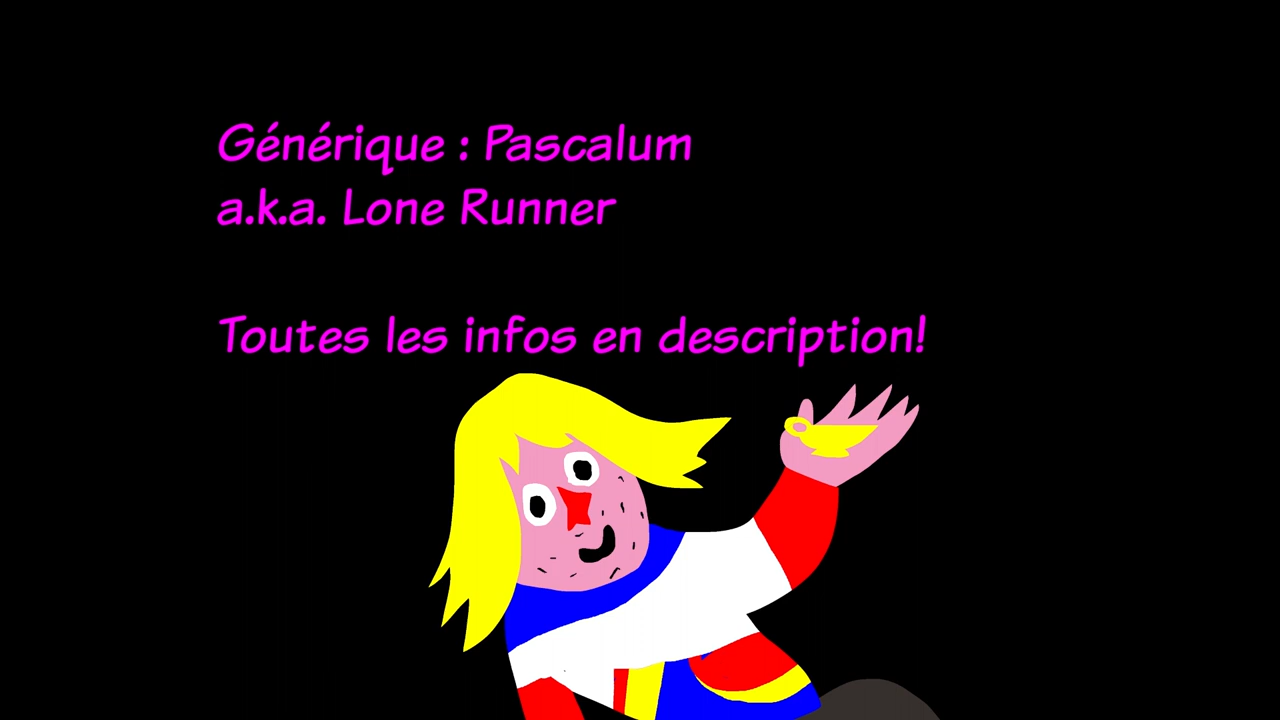 Générique : Pascalum
a.k.a. Lone Runner
Toutes les infos en description!